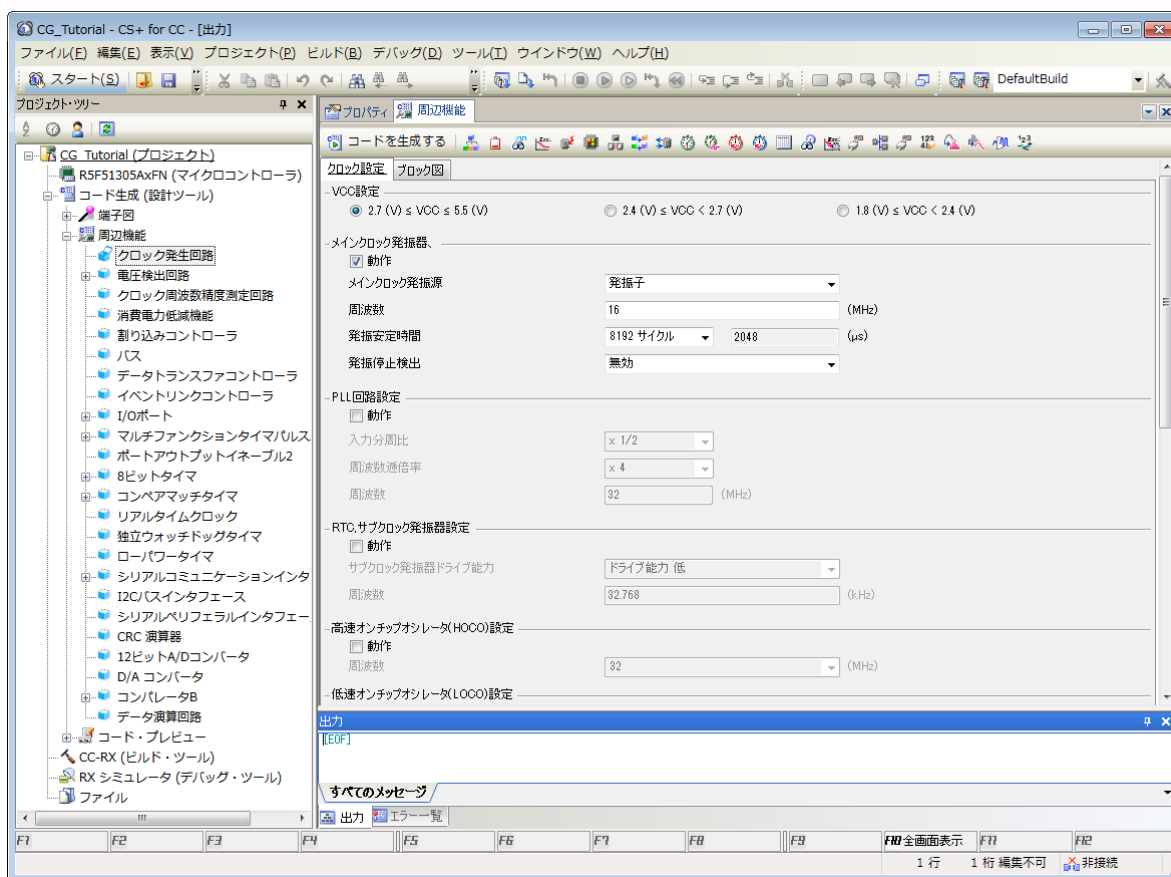 CG_Tutorial - CS+ for CC - [出力]
ファイル(F) 編集(E) 表示(V) プロジェクト(P) ビルド(B) デバッグ(D) ツール(T) ウインドウ(W) ヘルプ(H)
スタート(S) DefaultBuild
プロジェクト・ツリー
プロパティ 周辺機能
コードを生成する
CG_Tutorial (プロジェクト)
R5F51305AxFN (マイクロコントローラ)
コード生成 (設計ツール)
端子図
周辺機能
クロック発生回路
電圧検出回路
クロック周波数精度測定回路
消費電力低減機能
割り込みコントローラ
バス
データトランスファコントローラ
イベントリンクコントローラ
I/Oポート
マルチファンクションタイマパルス
ポートアウトプットイネーブル2
8ビットタイマ
コンペアマッチタイマ
リアルタイムクロック
独立ウォッチドッグタイマ
ローパワータイマ
シリアルコミュニケーションインタ
I2Cバスインタフェース
シリアルペリフェラルインタフェー
CRC 演算器
12ビットA/Dコンバータ
D/A コンバータ
コンパレータB
データ演算回路
コード・プレビュー
CC-RX (ビルド・ツール)
RX シミュレータ (デバッグ・ツール)
ファイル
クロック設定 ブロック図
VCC設定
2.7 (V) ≤ VCC ≤ 5.5 (V) 2.4 (V) ≤ VCC < 2.7 (V) 1.8 (V) ≤ VCC < 2.4 (V)
メインクロック発振器、
動作
メインクロック発振源 発振子
周波数 16 (MHz)
発振安定時間 8192 サイクル 2048 (μs)
発振停止検出 無効
PLL回路設定
動作
入力分周比 x 1/2
周波数逓倍率 x 4
周波数 32 (MHz)
RTC,サブクロック発振器設定
動作
サブクロック発振器ドライブ能力 ドライブ能力 低
周波数 32.768 (kHz)
高速オンチップオシレータ(HOCO)設定
動作
周波数 32 (MHz)
低速オンチップオシレータ(LOCO)設定
出力
[EOF]
すべてのメッセージ
出力 エラー一覧
F1 F2 F3 F4 F5 F6 F7 F8 F9 F10 全画面表示 F11 F12
1 行 1 桁 編集不可 非接続